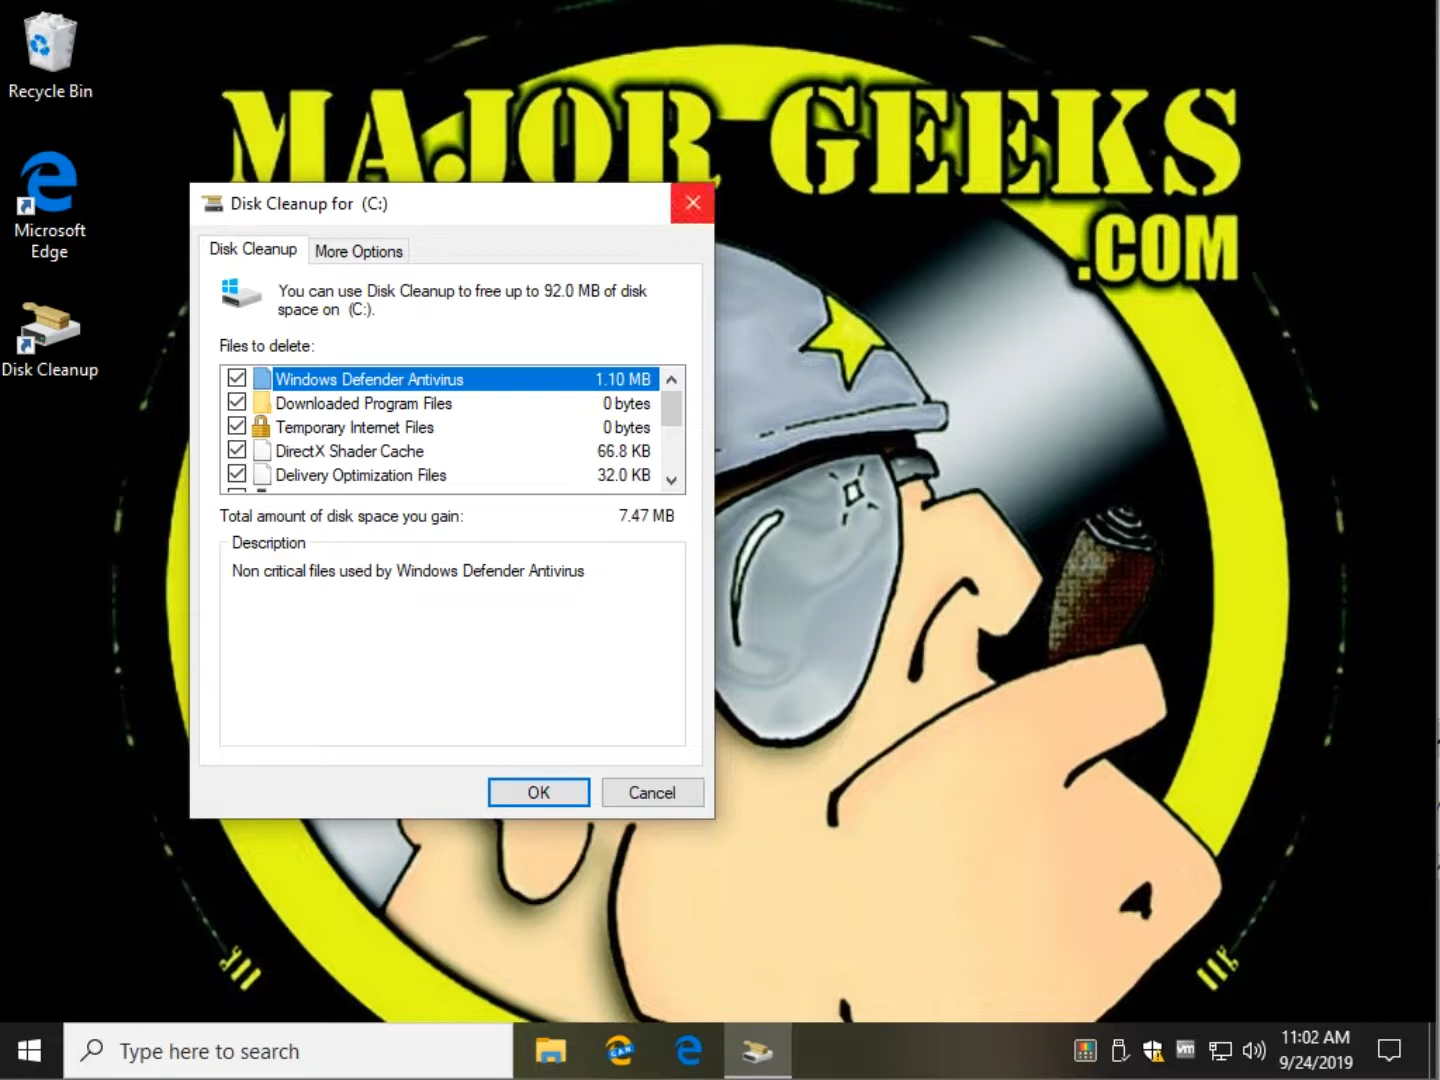 Recycle Bin
MAJOR GEEKS
.COM
Microsoft
Edge
Disk Cleanup
Disk Cleanup for (C:)
Disk Cleanup
More Options
You can use Disk Cleanup to free up to 92.0 MB of disk
space on (C:).
Files to delete:
Windows Defender Antivirus 1.10 MB
Downloaded Program Files 0 bytes
Temporary Internet Files 0 bytes
DirectX Shader Cache 66.8 KB
Delivery Optimization Files 32.0 KB
Total amount of disk space you gain: 7.47 MB
Description
Non critical files used by Windows Defender Antivirus
OK
Cancel
Type here to search
CAN
vm
11:02 AM
9/24/2019